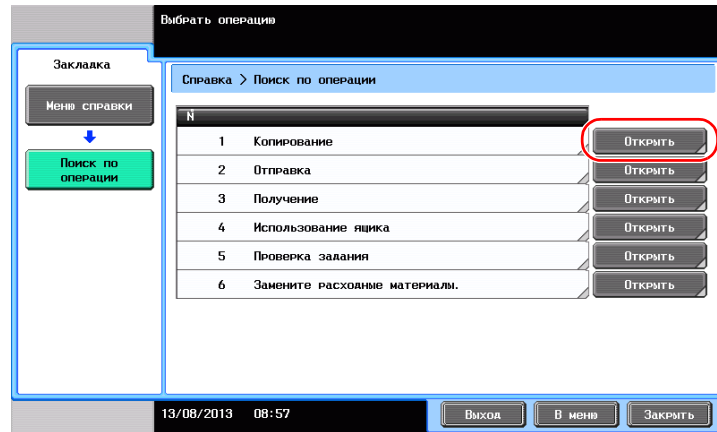 Выбрать операцию
Закладка
Меню справки
Поиск по
операции
Справка > Поиск по операции
№
1 Копирование Открыть
2 Отправка Открыть
3 Получение Открыть
4 Использование ящика Открыть
5 Проверка задания Открыть
6 Замените расходные материалы. Открыть
13/08/2013 08:57 Выход В меню Закрыть